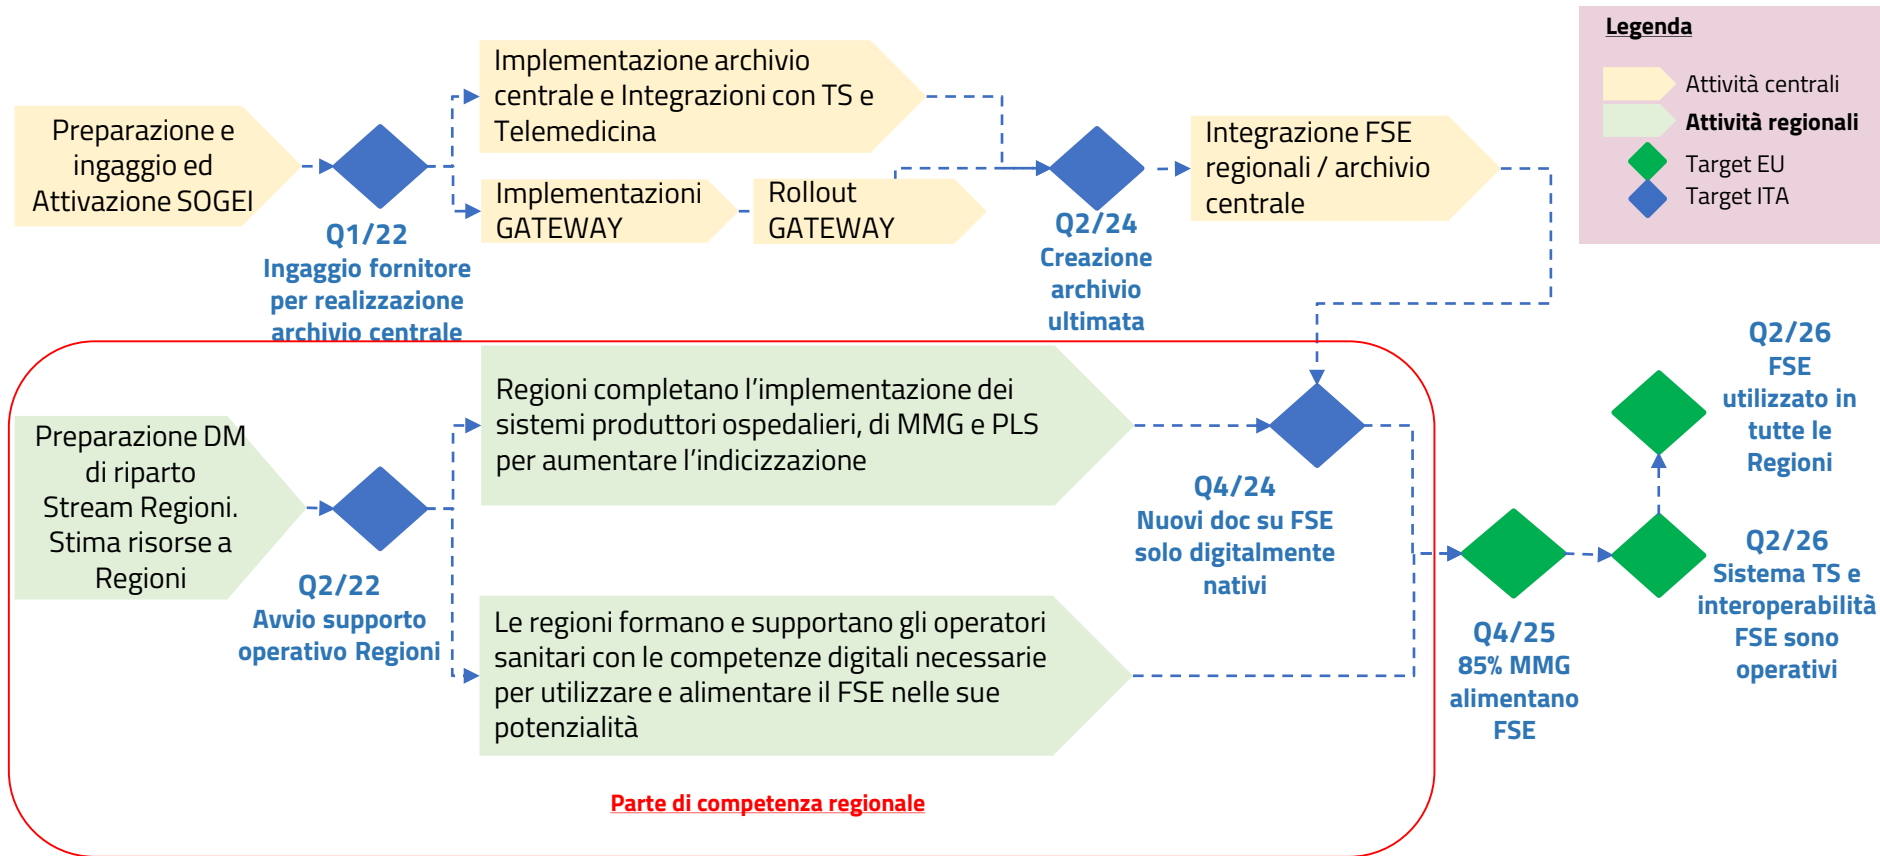 Legenda
Attività centrali
Attività regionali
Target EU
Target ITA
Preparazione e
ingaggio ed
Attivazione SOGEI
Q1/22
Ingaggio fornitore
per realizzazione
archivio centrale
Implementazione archivio
centrale e Integrazioni con TS e
Telemedicina
Implementazioni
GATEWAY
Rollout
GATEWAY
Q2/24
Creazione
archivio
ultimata
Integrazione FSE
regionali / archivio
centrale
Preparazione DM
di riparto
Stream Regioni.
Stima risorse a
Regioni
Q2/22
Avvio supporto
operativo Regioni
Regioni completano l’implementazione dei
sistemi produttori ospedalieri, di MMG e PLS
per aumentare l’indicizzazione
Le regioni formano e supportano gli operatori
sanitari con le competenze digitali necessarie
per utilizzare e alimentare il FSE nelle sue
potenzialità
Q4/24
Nuovi doc su FSE
solo digitalmente
nativi
Q4/25
85% MMG
alimentano
FSE
Q2/26
FSE
utilizzato in
tutte le
Regioni
Q2/26
Sistema TS e
interoperabilità
FSE sono
operativi
Parte di competenza regionale